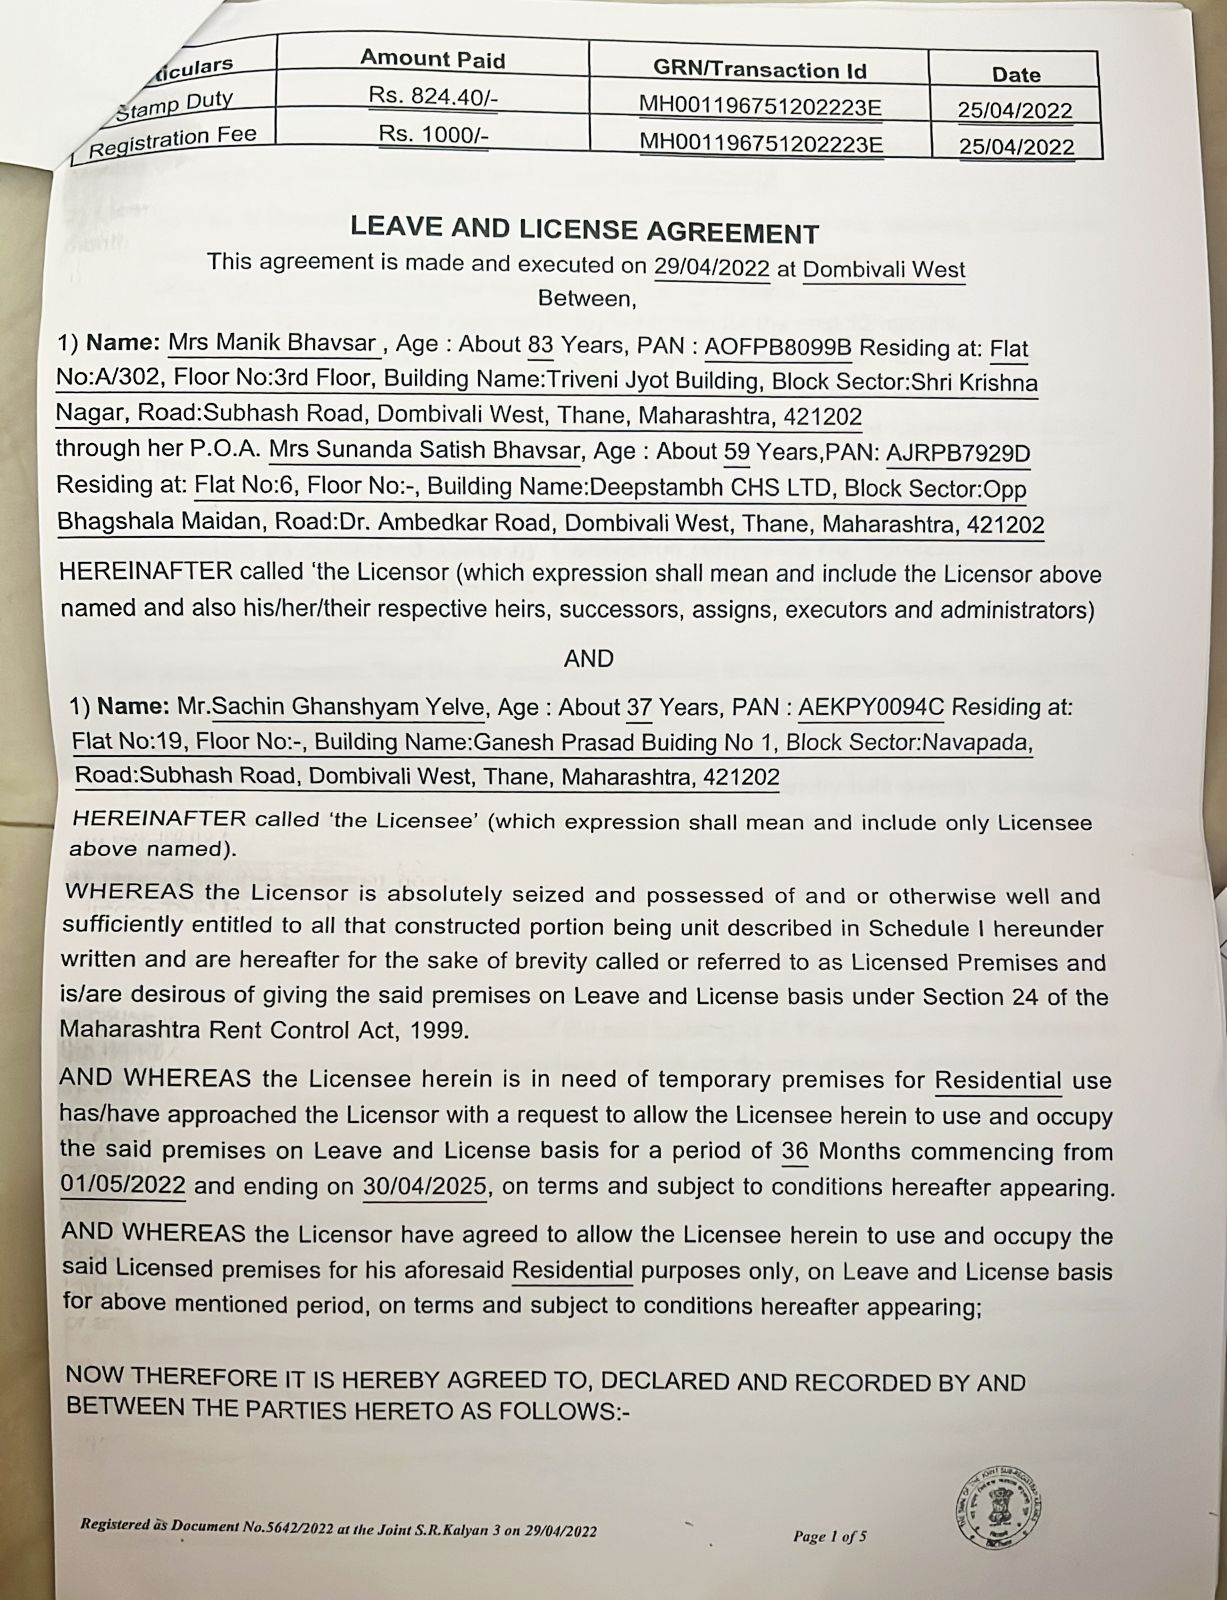 Amount Paid GRN/Transaction Id Date
Stamp Duty Rs. 824.40/- MH001196751202223E 25/04/2022
Registration Fee Rs. 1000/- MH001196751202223E 25/04/2022
LEAVE AND LICENSE AGREEMENT
This agreement is made and executed on 29/04/2022 at Dombivali West
Between,
1) Name: Mrs Manik Bhavsar , Age : About 83 Years, PAN : AOFPB8099B Residing at: Flat
No:A/302, Floor No:3rd Floor, Building Name:Triveni Jyot Building, Block Sector:Shri Krishna
Nagar, Road:Subhash Road, Dombivali West, Thane, Maharashtra, 421202
through her P.O.A. Mrs Sunanda Satish Bhavsar, Age : About 59 Years,PAN: AJRPB7929D
Residing at: Flat No:6, Floor No:-, Building Name:Deepstambh CHS LTD, Block Sector:Opp
Bhagshala Maidan, Road:Dr. Ambedkar Road, Dombivali West, Thane, Maharashtra, 421202
HEREINAFTER called ‘the Licensor (which expression shall mean and include the Licensor above
named and also his/her/their respective heirs, successors, assigns, executors and administrators)
AND
1) Name: Mr.Sachin Ghanshyam Yelve, Age : About 37 Years, PAN : AEKPY0094C Residing at:
Flat No:19, Floor No:-, Building Name:Ganesh Prasad Buiding No 1, Block Sector:Navapada,
Road:Subhash Road, Dombivali West, Thane, Maharashtra, 421202
HEREINAFTER called ‘the Licensee’ (which expression shall mean and include only Licensee
above named).
WHEREAS the Licensor is absolutely seized and possessed of and or otherwise well and
sufficiently entitled to all that constructed portion being unit described in Schedule I hereunder
written and are hereafter for the sake of brevity called or referred to as Licensed Premises and
is/are desirous of giving the said premises on Leave and License basis under Section 24 of the
Maharashtra Rent Control Act, 1999.
AND WHEREAS the Licensee herein is in need of temporary premises for Residential use
has/have approached the Licensor with a request to allow the Licensee herein to use and occupy
the said premises on Leave and License basis for a period of 36 Months commencing from
01/05/2022 and ending on 30/04/2025, on terms and subject to conditions hereafter appearing.
AND WHEREAS the Licensor have agreed to allow the Licensee herein to use and occupy the
said Licensed premises for his aforesaid Residential purposes only, on Leave and License basis
for above mentioned period, on terms and subject to conditions hereafter appearing;
NOW THEREFORE IT IS HEREBY AGREED TO, DECLARED AND RECORDED BY AND
BETWEEN THE PARTIES HERETO AS FOLLOWS:-
Registered as Document No.5642/2022 at the Joint S.R.Kalyan 3 on 29/04/2022
Page 1 of 5